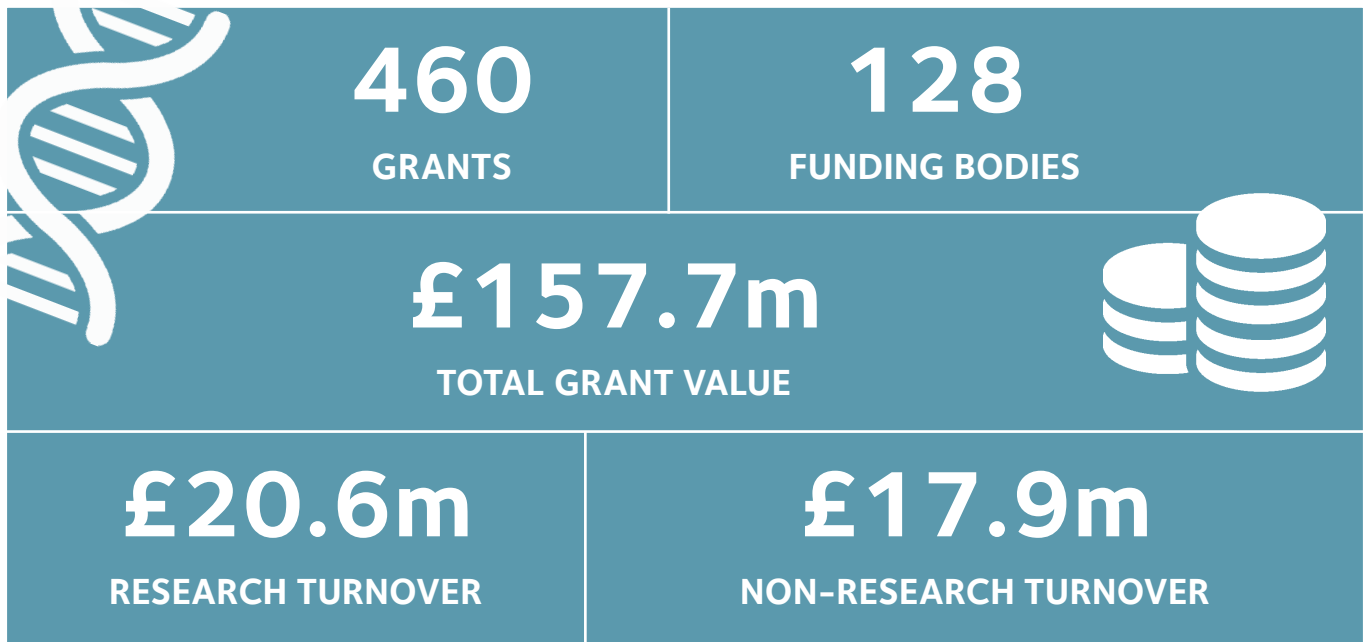 460
GRANTS
128
FUNDING BODIES
£157.7m
TOTAL GRANT VALUE
£20.6m
RESEARCH TURNOVER
£17.9m
NON-RESEARCH TURNOVER